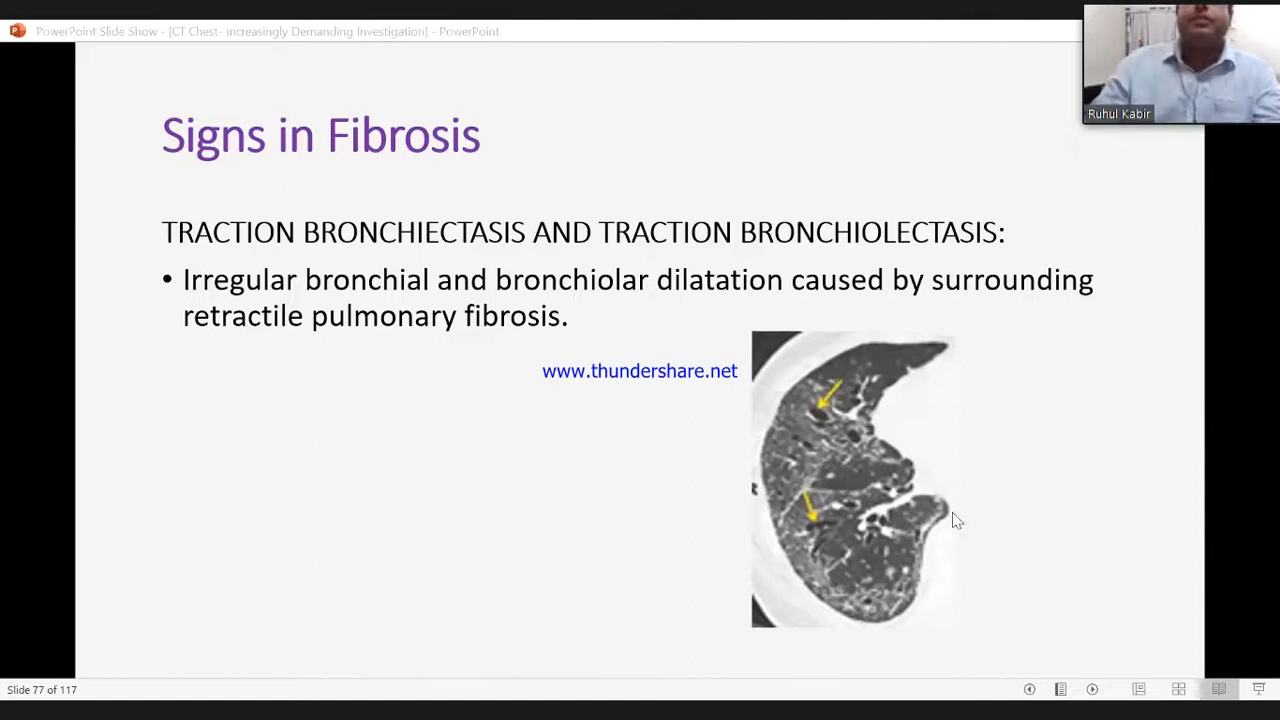 PowerPoint Slide Show - [CT Chest- increasingly Demanding Investigation] - PowerPoint
Ruhul Kabir
Signs in Fibrosis
TRACTION BRONCHIECTASIS AND TRACTION BRONCHIOLECTASIS:
• Irregular bronchial and bronchiolar dilatation caused by surrounding
retractile pulmonary fibrosis.
www.thundershare.net
R
Slide 77 of 117